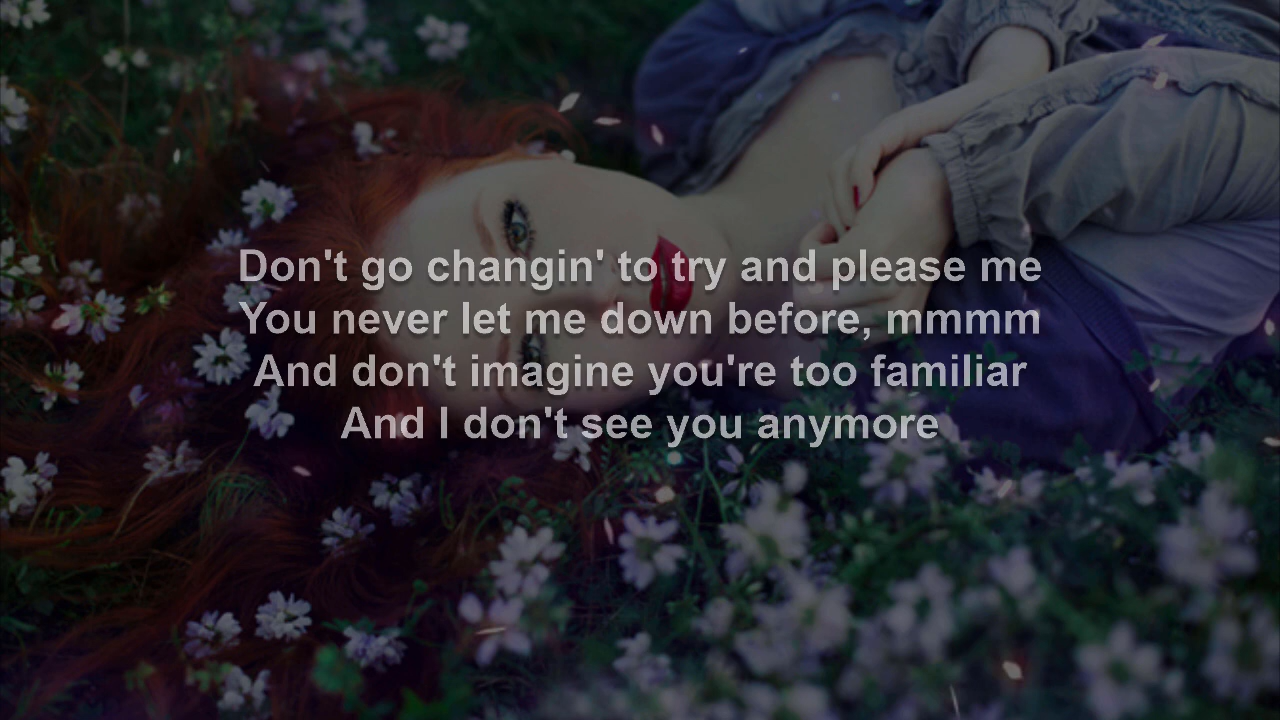 Don't go changin' to try and please me
You never let me down before, mmmm
And don't imagine you're too familiar
And I don't see you anymore